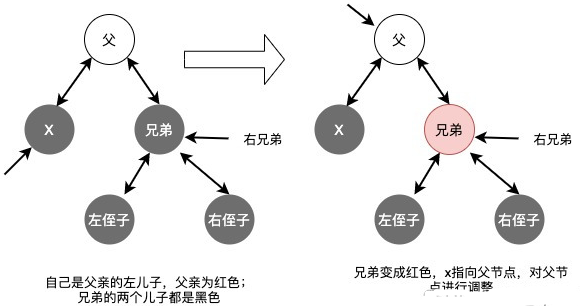 父
父
X
兄弟
右兄弟
X
兄弟
右兄弟
左侄子
右侄子
左侄子
右侄子
自己是父亲的左儿子，父亲为红色；
兄弟的两个儿子都是黑色
兄弟变成红色，x指向父节点，对父节
点进行调整